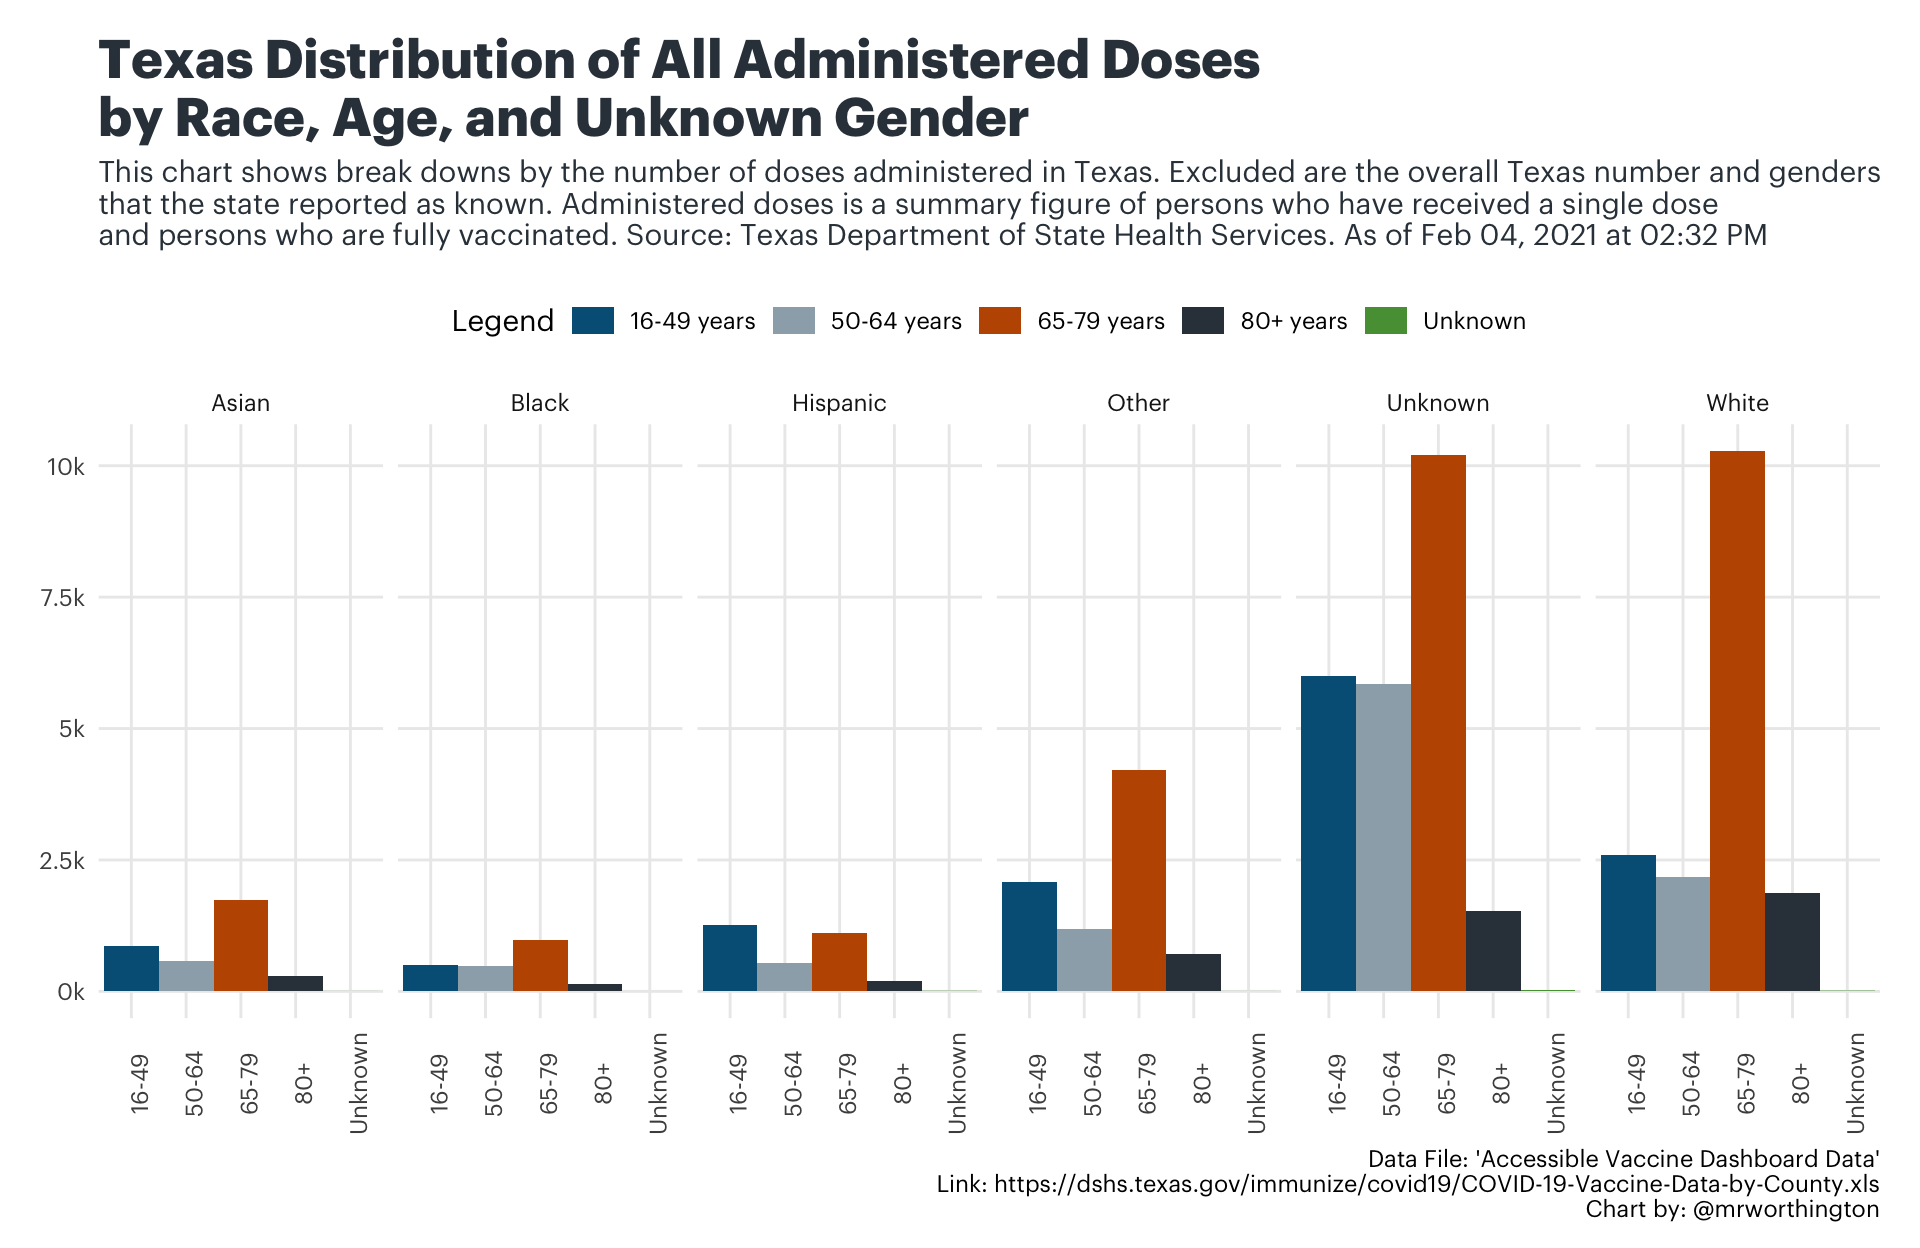 Texas Distribution of All Administered Doses
by Race, Age, and Unknown Gender
This chart shows break downs by the number of doses administered in Texas. Excluded are the overall Texas number and genders
that the state reported as known. Administered doses is a summary figure of persons who have received a single dose
and persons who are fully vaccinated. Source: Texas Department of State Health Services. As of Feb 04, 2021 at 02:32 PM
Legend 16-49 years 50-64 years 65-79 years 80+ years Unknown
Asian Black Hispanic Other Unknown White
10k
7.5k
5k
2.5k
0k
16-49 50-64 65-79 80+ Unknown 16-49 50-64 65-79 80+ Unknown 16-49 50-64 65-79 80+ Unknown 16-49 50-64 65-79 80+ Unknown 16-49 50-64 65-79 80+ Unknown 16-49 50-64 65-79 80+ Unknown
Data File: 'Accessible Vaccine Dashboard Data'
Link: https://dshs.texas.gov/immunize/covid19/COVID-19-Vaccine-Data-by-County.xls
Chart by: @mrworthington